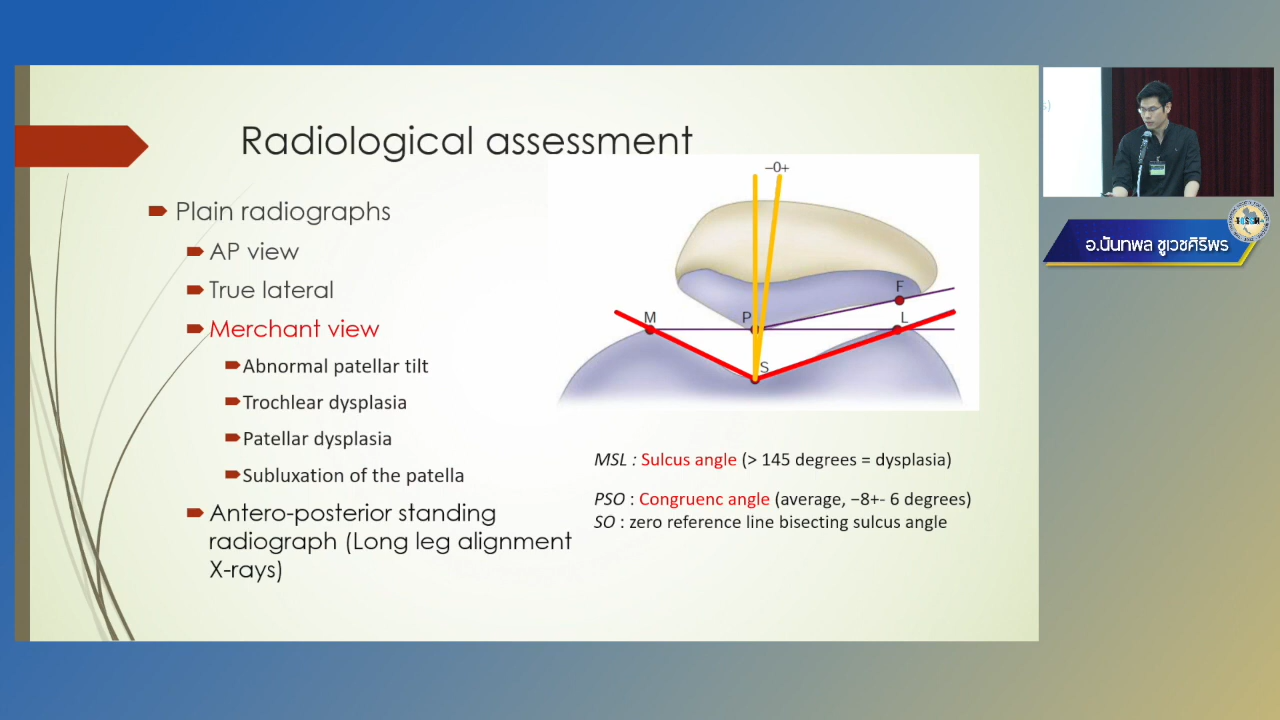 Radiological assessment
Plain radiographs
AP view
True lateral
Merchant view
Abnormal patellar tilt
Trochlear dysplasia
Patellar dysplasia
Subluxation of the patella
Antero-posterior standing
radiograph (Long leg alignment
X-rays)
–0+
F
M
P
L
S
MSL : Sulcus angle (> 145 degrees = dysplasia)
PSO : Congruenc angle (average, −8+- 6 degrees)
SO : zero reference line bisecting sulcus angle
อ.นันทพล ชูเวชศิริพร